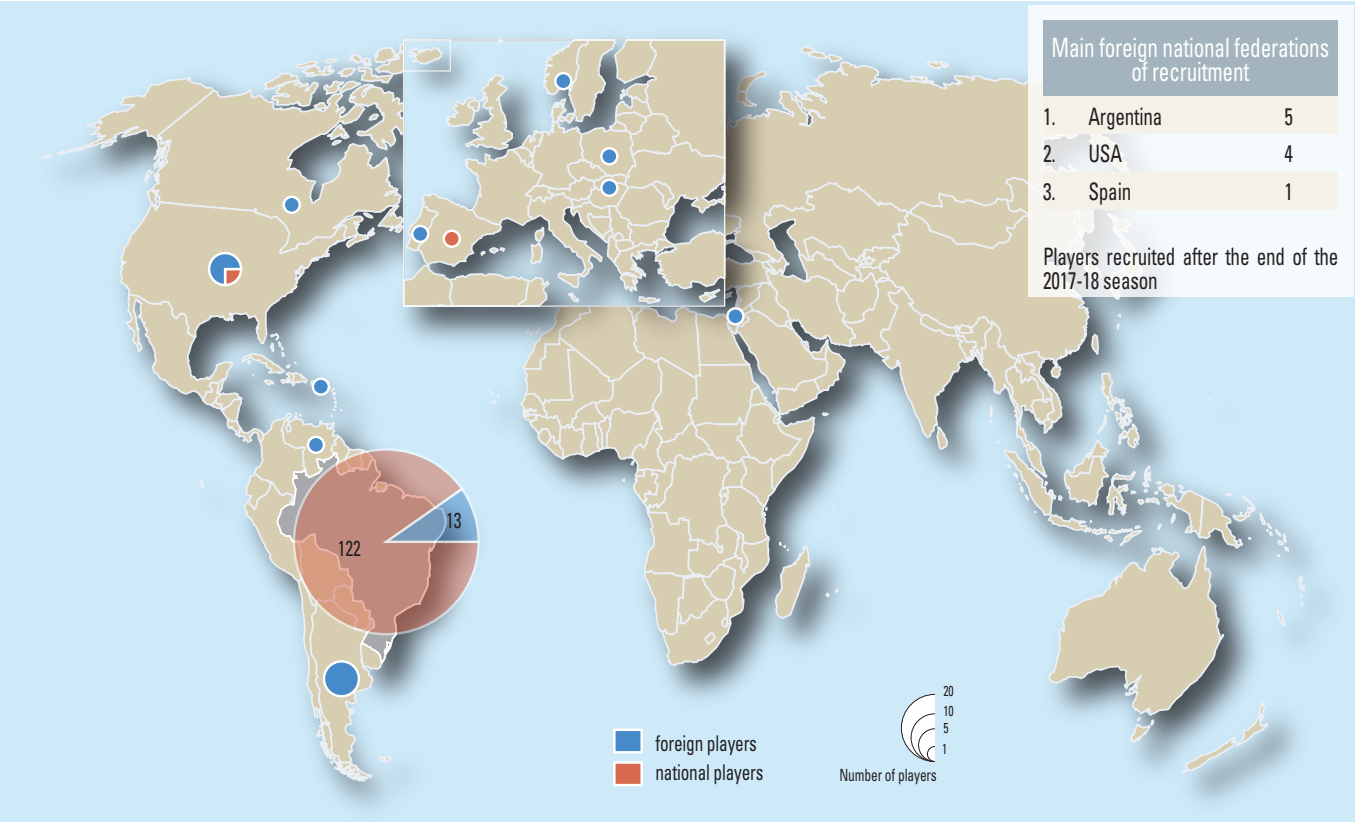 Main foreign national federations
of recruitment
1. Argentina 5
2. USA 4
3. Spain 1
Players recruited after the end of the
2017-18 season
13
122
20
10
5
1
Number of players
foreign players
national players